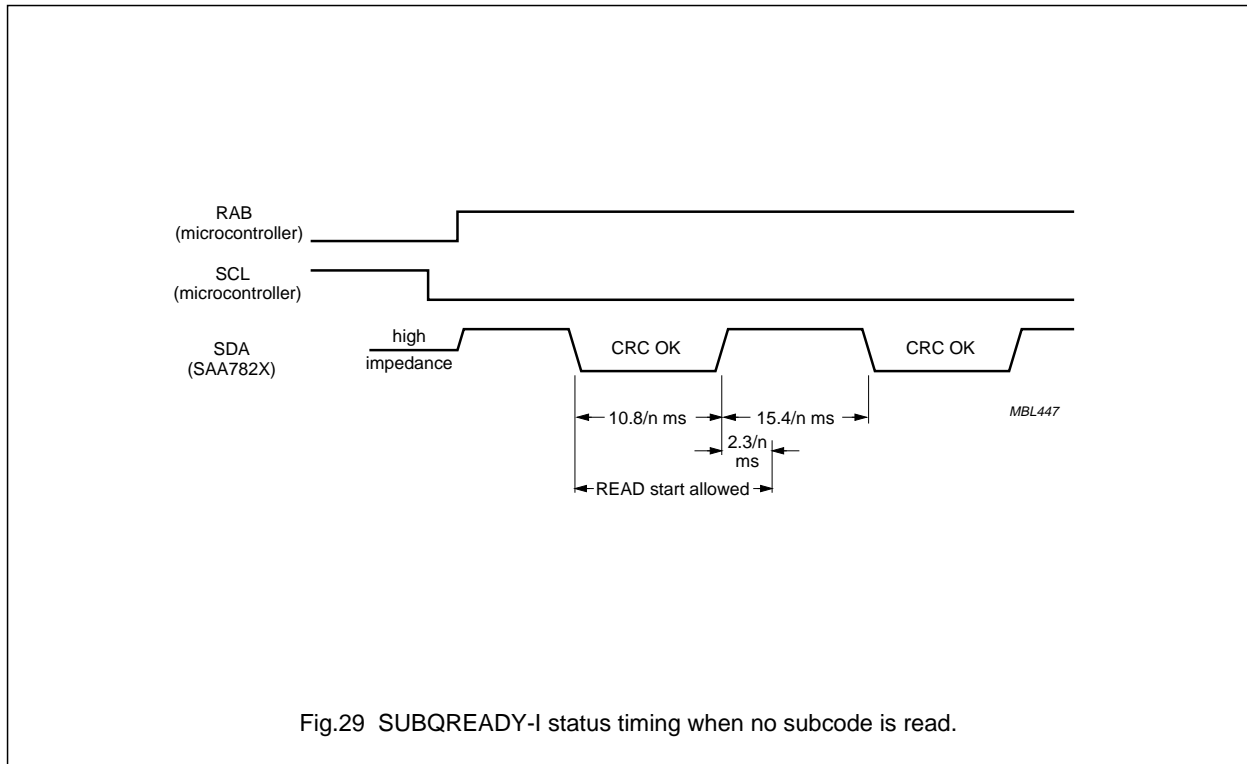 RAB
(microcontroller)
SCL
(microcontroller)
SDA
(SAA782X)
high
impedance
CRC OK
CRC OK
10.8/n ms
15.4/n ms
2.3/n
ms
READ start allowed
MBL447
Fig.29 SUBQREADY-I status timing when no subcode is read.